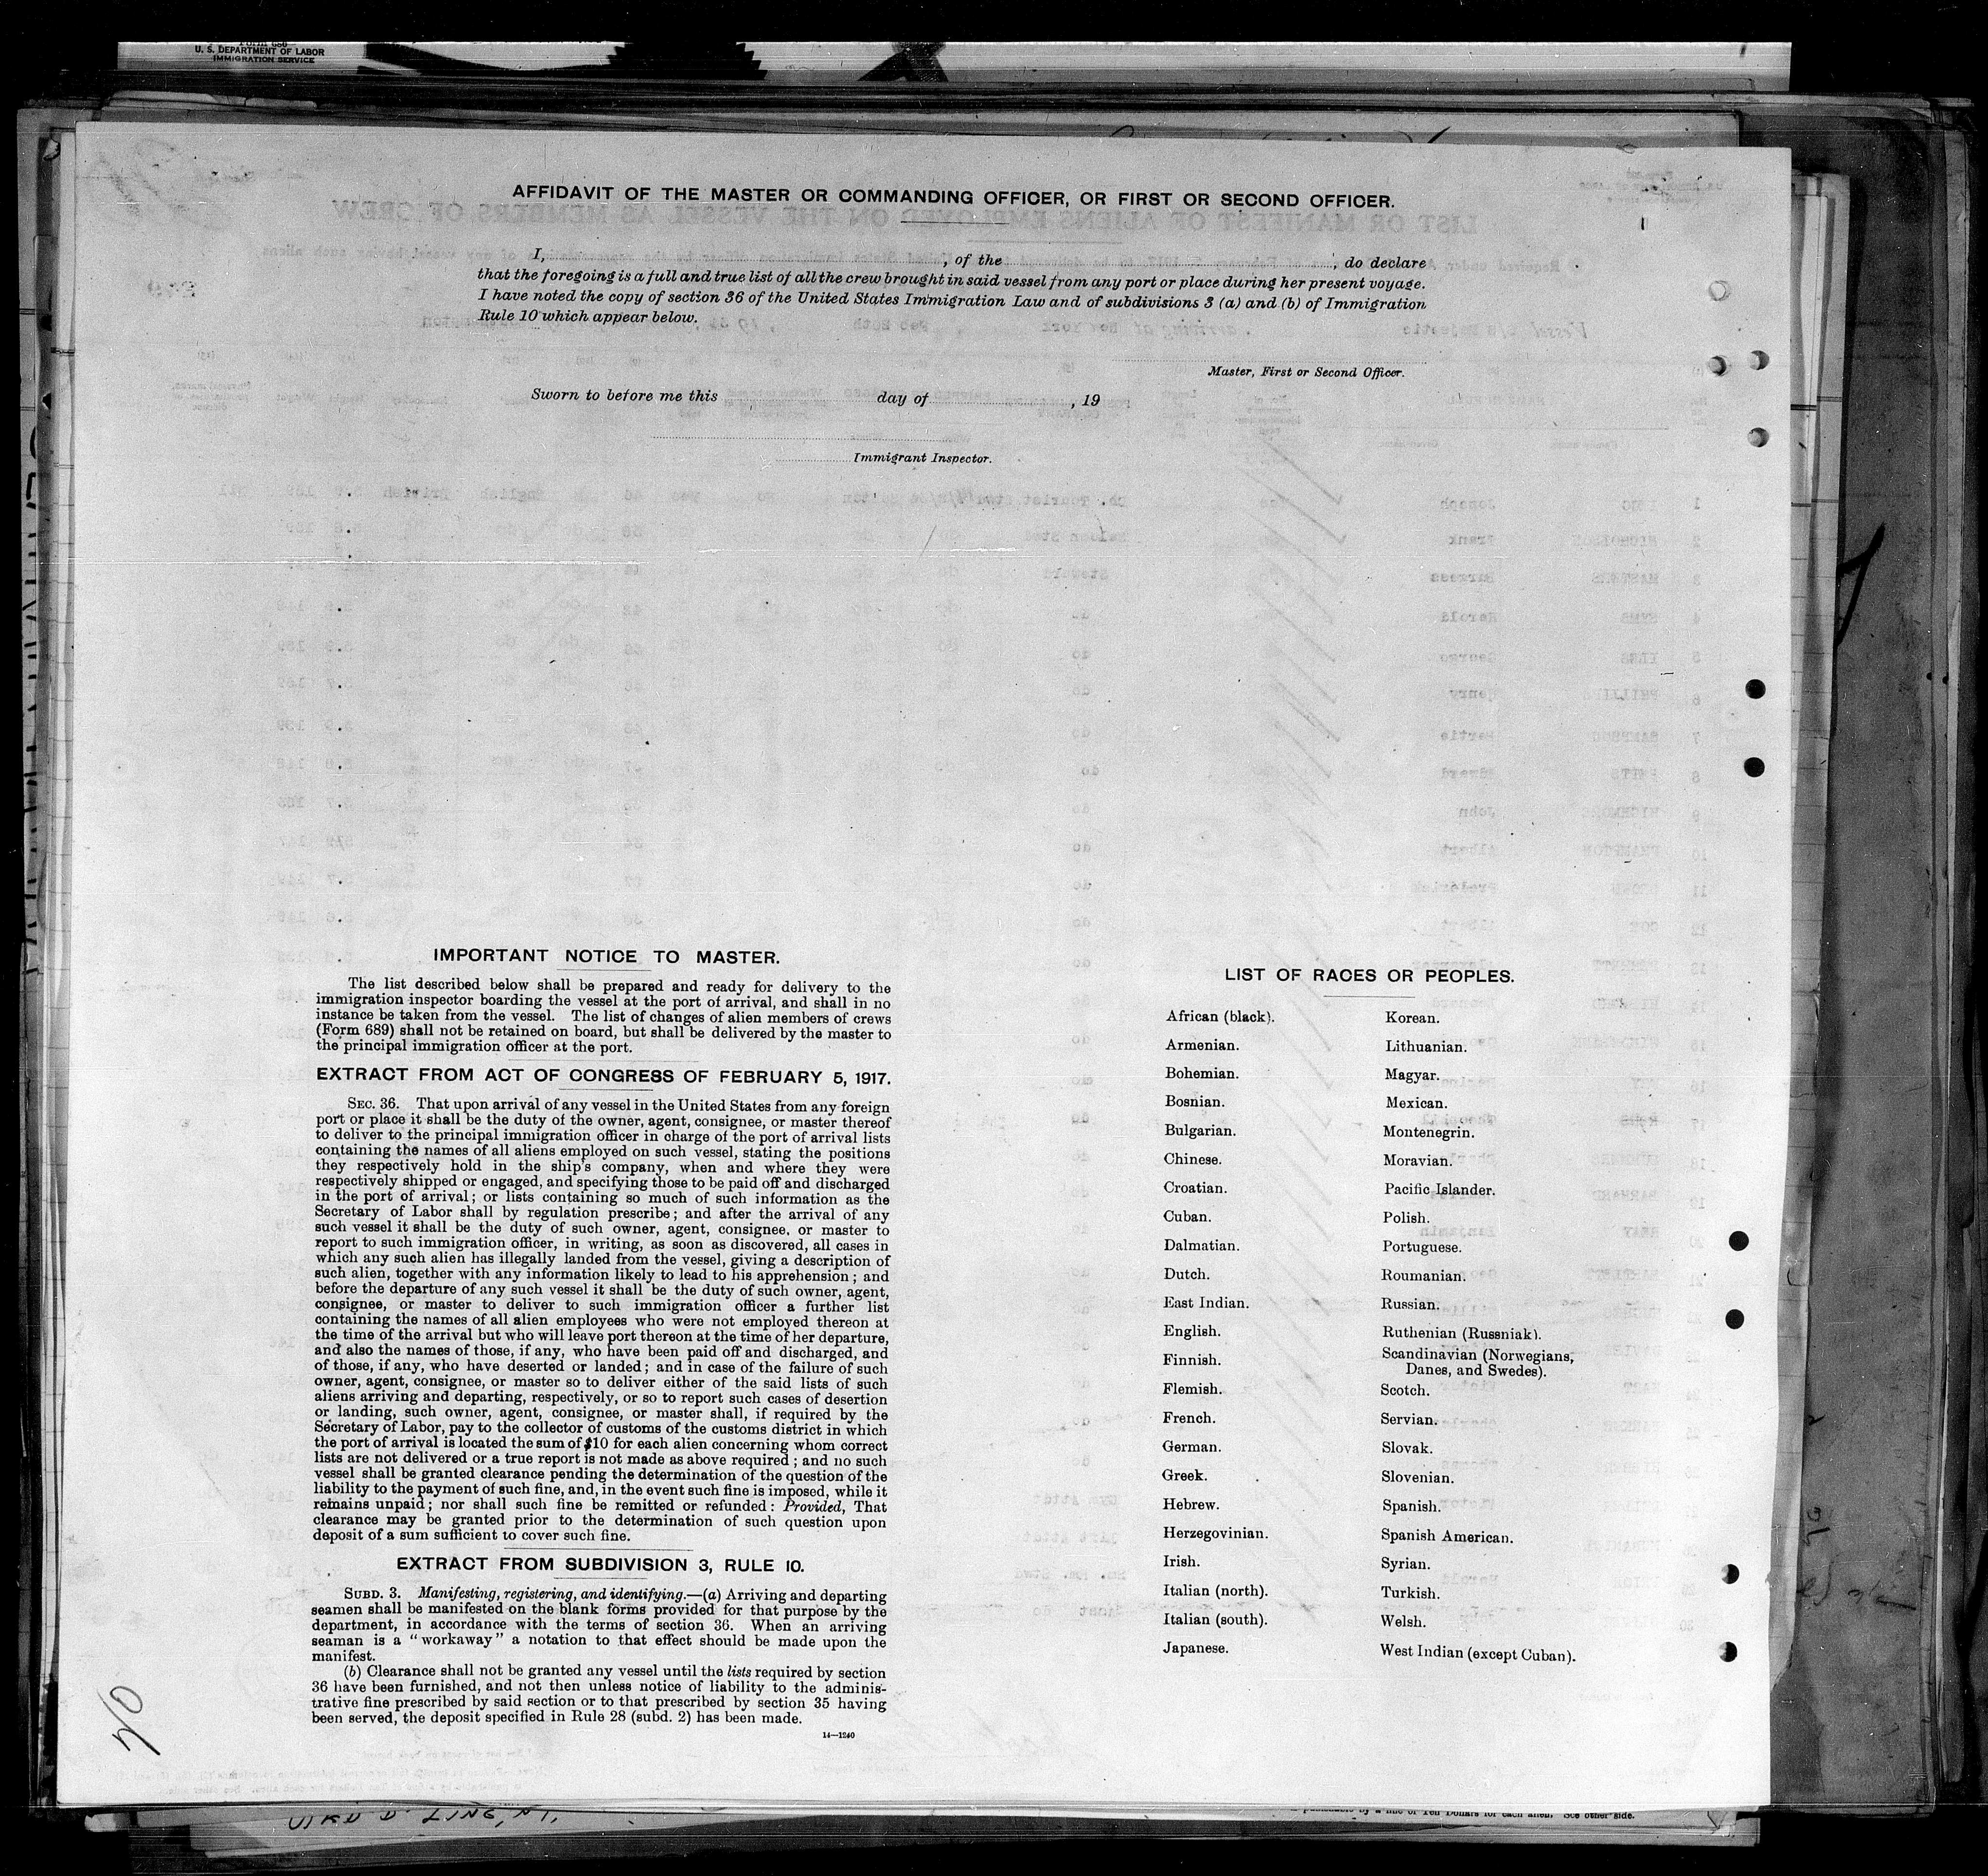 Form 686
U. S. DEPARTMENT OF LABOR
IMMIGRATION SERVICE
AFFIDAVIT OF THE MASTER OR COMMANDING OFFICER, OR FIRST OR SECOND OFFICER.
I, , of the , do declare
that the foregoing is a full and true list of all the crew brought in said vessel from any port or place during her present voyage.
I have noted the copy of section 36 of the United States Immigration Law and of subdivisions 3 (a) and (b) of Immigration
Rule 10 which appear below.
Master, First or Second Officer.
Sworn to before me this day of , 19
Immigrant Inspector.
IMPORTANT NOTICE TO MASTER.
The list described below shall be prepared and ready for delivery to the
immigration inspector boarding the vessel at the port of arrival, and shall in no
instance be taken from the vessel. The list of changes of alien members of crews
(Form 689) shall not be retained on board, but shall be delivered by the master to
the principal immigration officer at the port.
EXTRACT FROM ACT OF CONGRESS OF FEBRUARY 5, 1917.
SEC. 36. That upon arrival of any vessel in the United States from any foreign
port or place it shall be the duty of the owner, agent, consignee, or master thereof
to deliver to the principal immigration officer in charge of the port of arrival lists
containing the names of all aliens employed on such vessel, stating the positions
they respectively hold in the ship's company, when and where they were
respectively shipped or engaged, and specifying those to be paid off and discharged
in the port of arrival; or lists containing so much of such information as the
Secretary of Labor shall by regulation prescribe; and after the arrival of any
such vessel it shall be the duty of such owner, agent, consignee, or master to
report to such immigration officer, in writing, as soon as discovered, all cases in
which any such alien has illegally landed from the vessel, giving a description of
such alien, together with any information likely to lead to his apprehension; and
before the departure of any such vessel it shall be the duty of such owner, agent,
consignee, or master to deliver to such immigration officer a further list
containing the names of all alien employees who were not employed thereon at
the time of the arrival but who will leave port thereon at the time of her departure,
and also the names of those, if any, who have been paid off and discharged, and
of those, if any, who have deserted or landed; and in case of the failure of such
owner, agent, consignee, or master so to deliver either of the said lists of such
aliens arriving and departing, respectively, or so to report such cases of desertion
or landing, such owner, agent, consignee, or master shall, if required by the
Secretary of Labor, pay to the collector of customs of the customs district in which
the port of arrival is located the sum of $10 for each alien concerning whom correct
lists are not delivered or a true report is not made as above required; and no such
vessel shall be granted clearance pending the determination of the question of the
liability to the payment of such fine, and, in the event such fine is imposed, while it
remains unpaid; nor shall such fine be remitted or refunded: Provided, That
clearance may be granted prior to the determination of such question upon
deposit of a sum sufficient to cover such fine.
EXTRACT FROM SUBDIVISION 3, RULE 10.
SUBD. 3. Manifesting, registering, and identifying.—(a) Arriving and departing
seamen shall be manifested on the blank forms provided for that purpose by the
department, in accordance with the terms of section 36. When an arriving
seaman is a "workaway" a notation to that effect should be made upon the
manifest.
(b) Clearance shall not be granted any vessel until the lists required by section
36 have been furnished, and not then unless notice of liability to the adminis-
trative fine prescribed by said section or to that prescribed by section 35 having
been served, the deposit specified in Rule 28 (subd. 2) has been made.
14—1240
LIST OF RACES OR PEOPLES.
African (black).
Armenian.
Bohemian.
Bosnian.
Bulgarian.
Chinese.
Croatian.
Cuban.
Dalmatian.
Dutch.
East Indian.
English.
Finnish.
Flemish.
French.
German.
Greek.
Hebrew.
Herzegovinian.
Irish.
Italian (north).
Italian (south).
Japanese.
Korean.
Lithuanian.
Magyar.
Mexican.
Montenegrin.
Moravian.
Pacific Islander.
Polish.
Portuguese.
Roumanian.
Russian.
Ruthenian (Russniak).
Scandinavian (Norwegians,
Danes, and Swedes).
Scotch.
Servian.
Slovak.
Slovenian.
Spanish.
Spanish American.
Syrian.
Turkish.
Welsh.
West Indian (except Cuban).
by a fine of Ten Dollars for each alien. See other side.